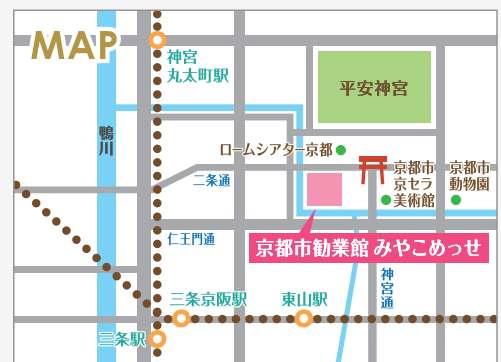 MAP
神宮
丸太町駅
平安神宮
鴨川
ロームシアター京都
京都市
京セラ
美術館
京都市
動物園
二条通
仁王門通
京都市勧業館 みやこめっせ
神宮通
三条京阪駅
東山駅
三条駅